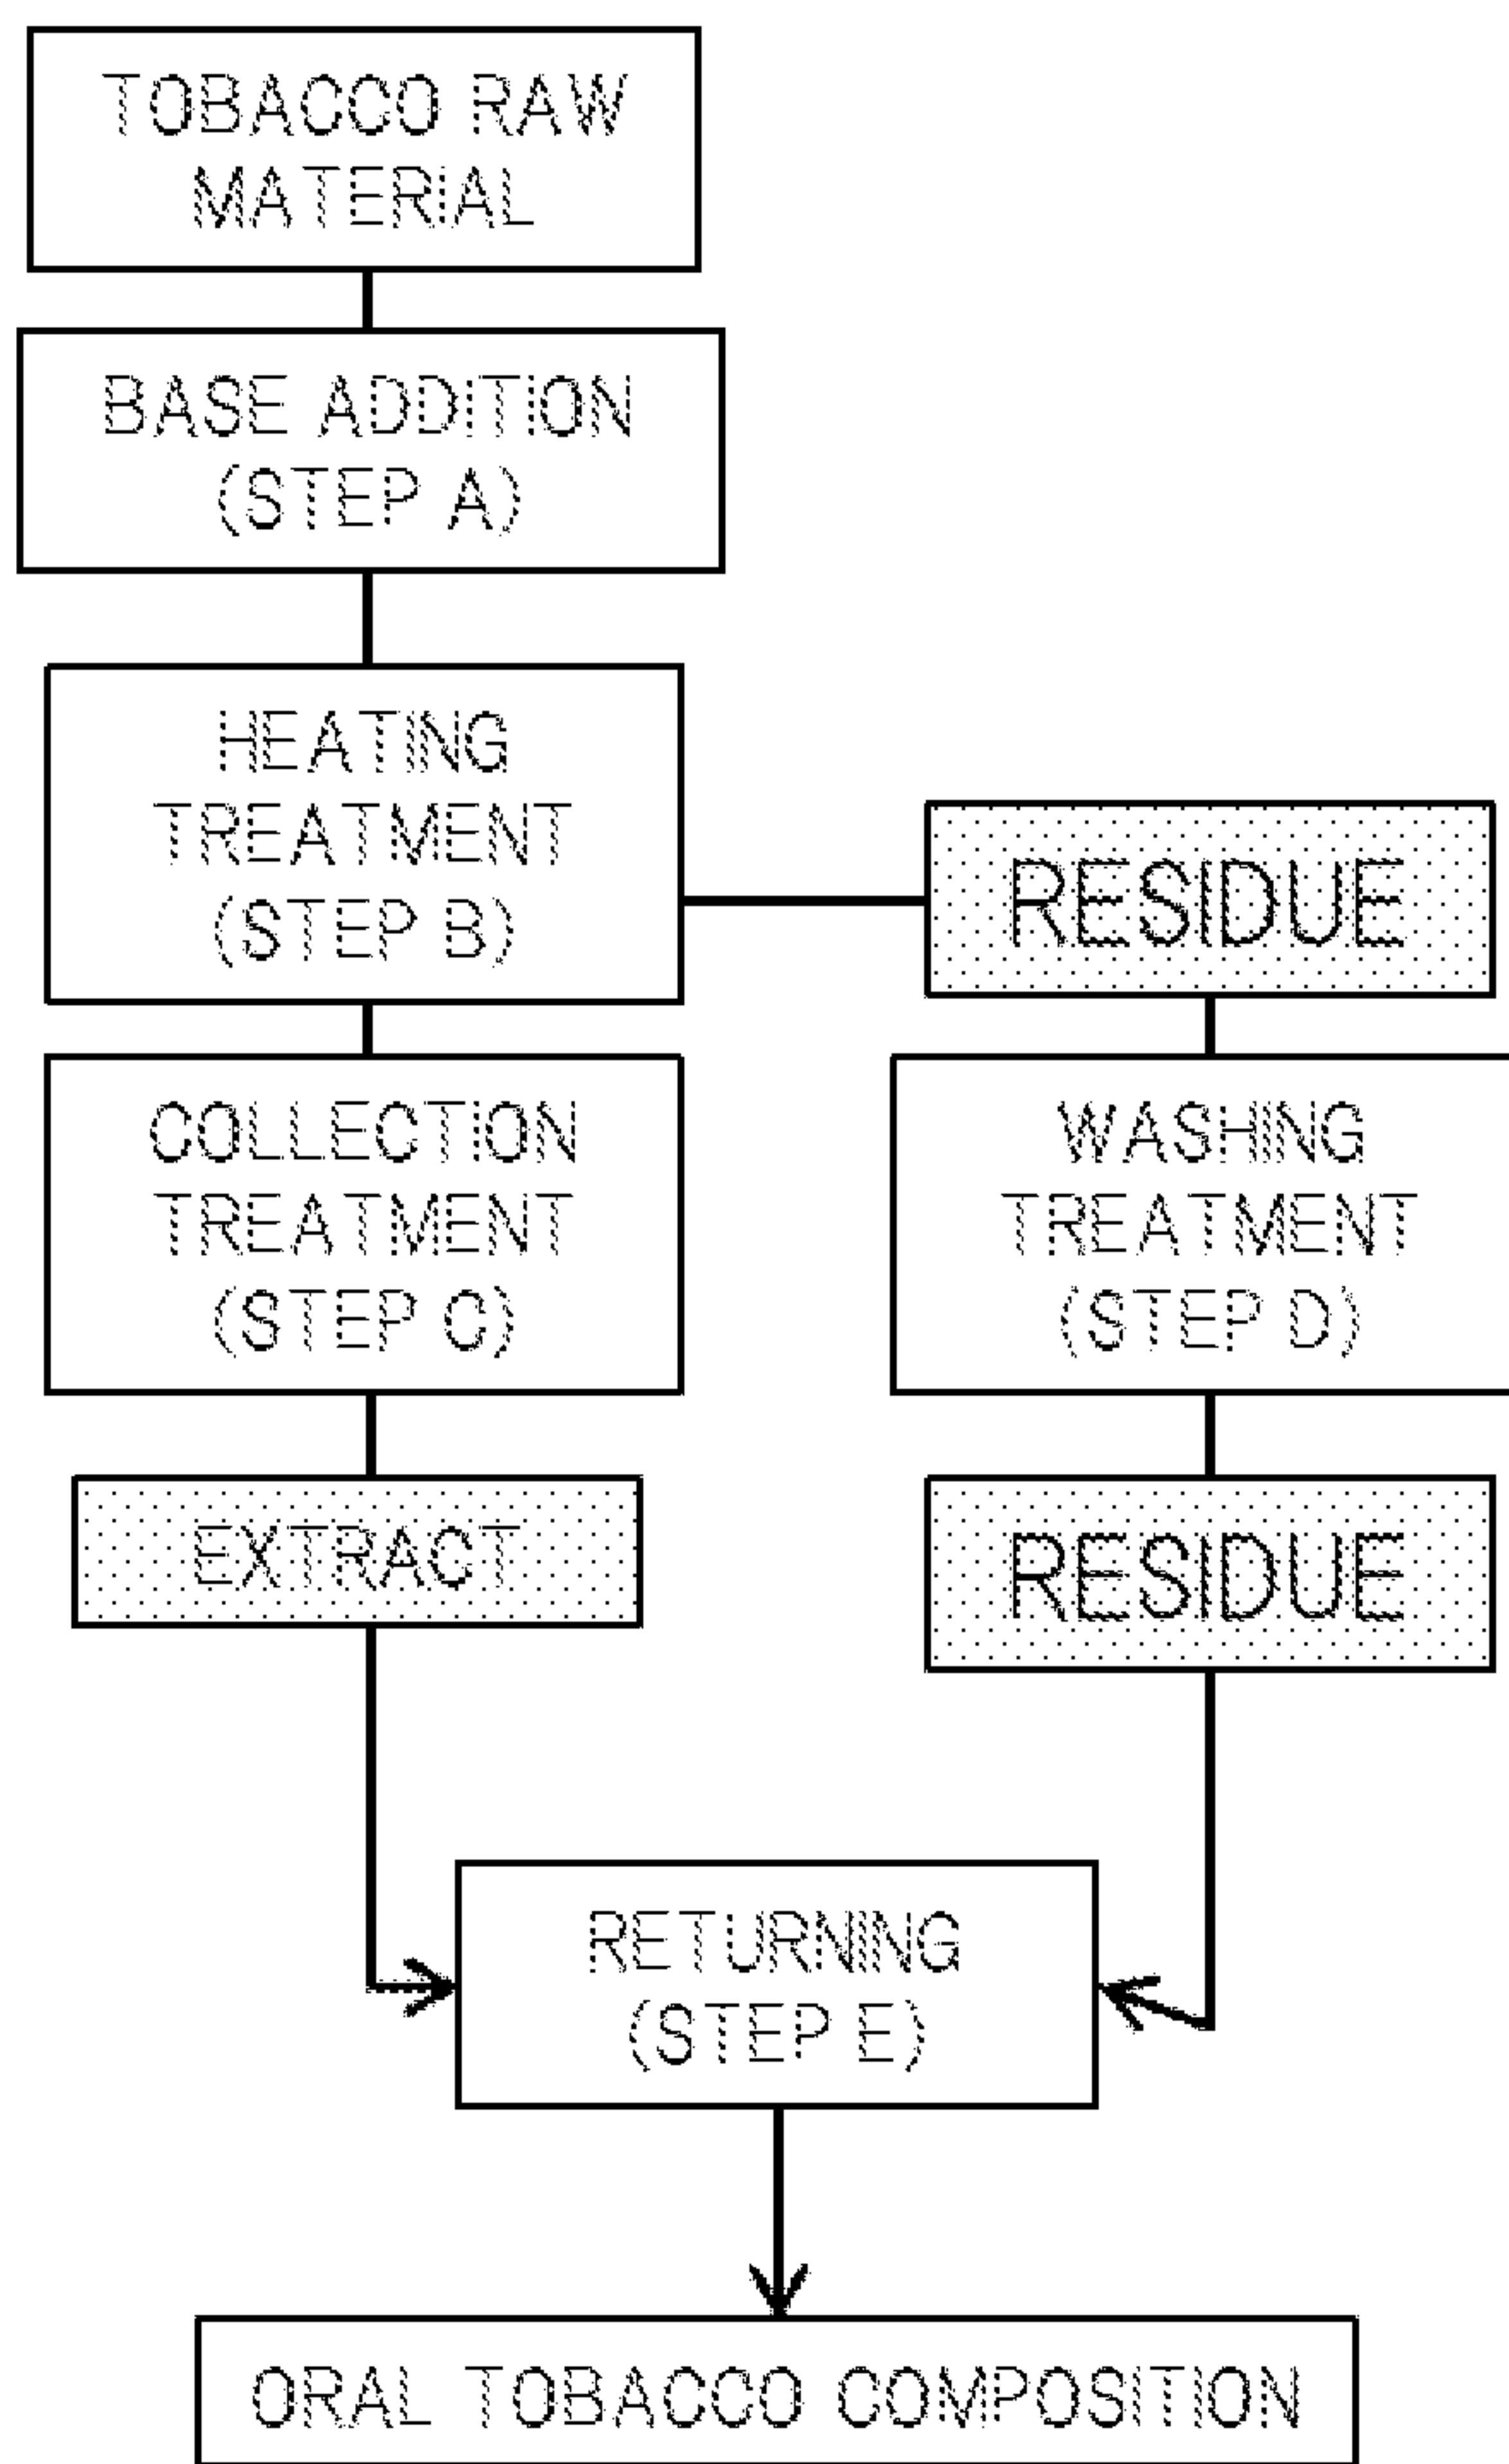 TOBACCO RAW
MATERIAL
BASE ADDITION
(STEP A)
HEATING
TREATMENT
(STEP B)
RESIDUE
COLLECTION
TREATMENT
(STEP C)
WASHING
TREATMENT
(STEP D)
EXTRACT
RESIDUE
RETURNING
(STEP E)
ORAL TOBACCO COMPOSITION